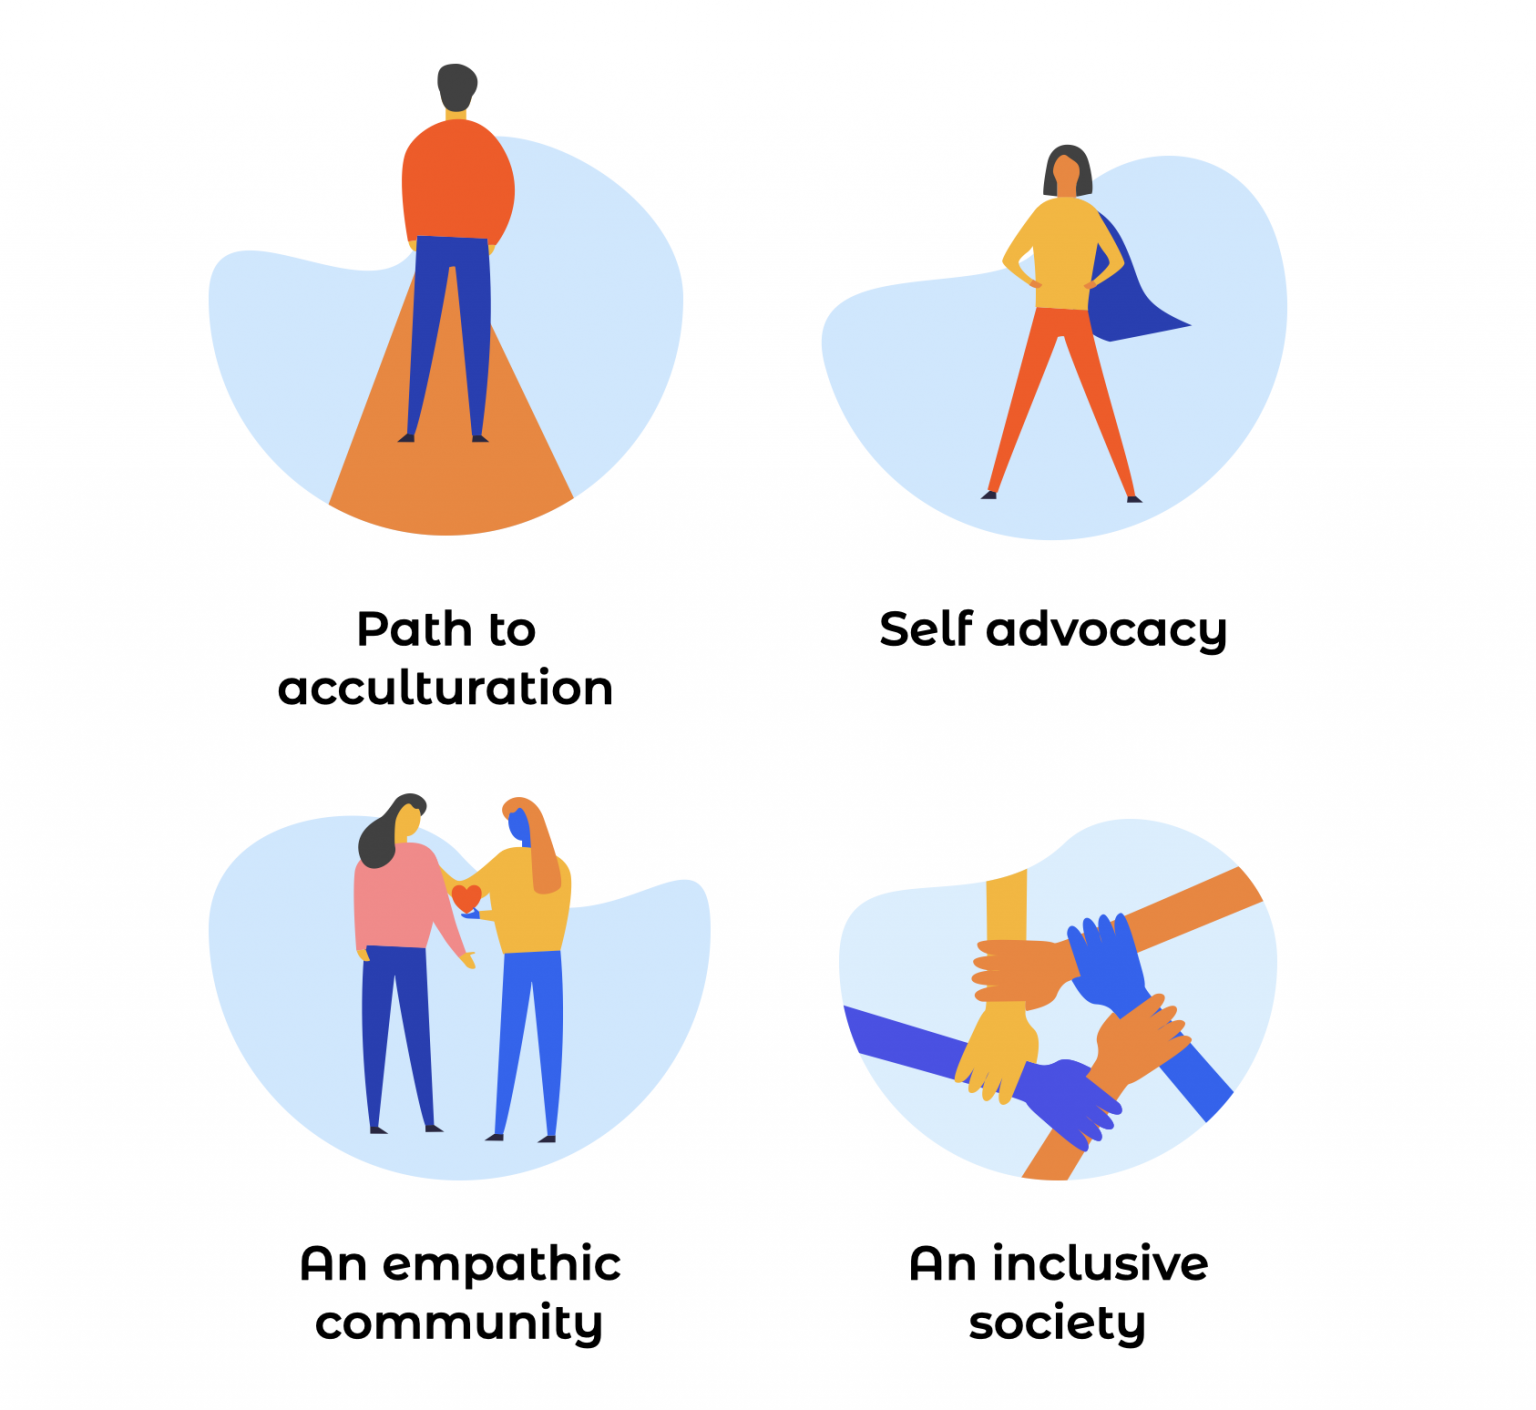 Path to
acculturation
Self advocacy
An empathic
community
An inclusive
society